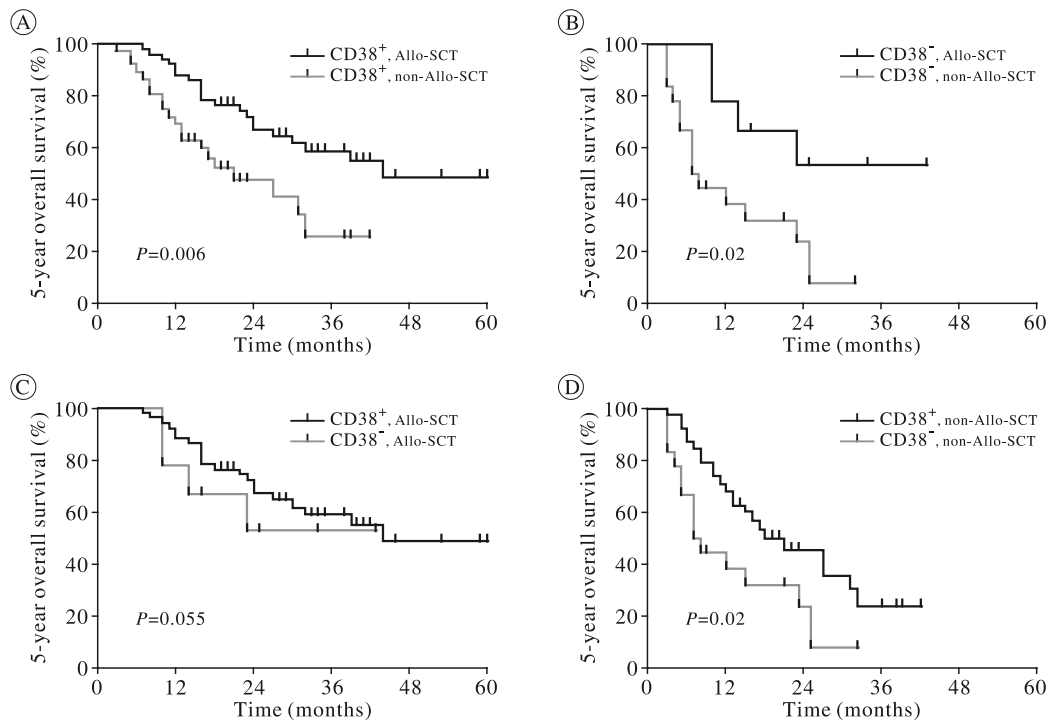 A
5-year overall survival (%)
100
80
60
40
20
0
CD38⁺, Allo-SCT
CD38⁺, non-Allo-SCT
P=0.006
0 12 24 36 48 60
Time (months)
B
5-year overall survival (%)
100
80
60
40
20
0
CD38⁻, Allo-SCT
CD38⁻, non-Allo-SCT
P=0.02
0 12 24 36 48 60
Time (months)
C
5-year overall survival (%)
100
80
60
40
20
0
CD38⁺, Allo-SCT
CD38⁻, Allo-SCT
P=0.055
0 12 24 36 48 60
Time (months)
D
5-year overall survival (%)
100
80
60
40
20
0
CD38⁺, non-Allo-SCT
CD38⁻, non-Allo-SCT
P=0.02
0 12 24 36 48 60
Time (months)